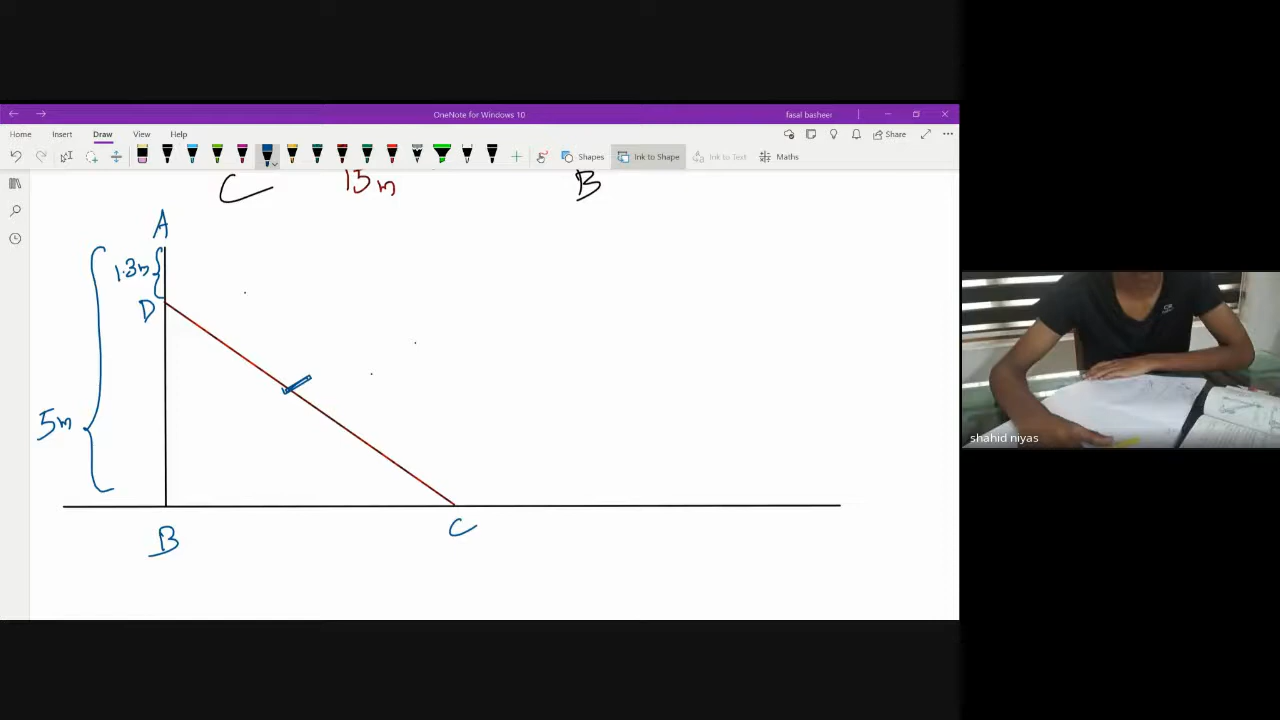 OneNote for Windows 10
fasal basheer
Home Insert Draw View Help
Share
Shapes
Ink to Shape
Ink to Text
Maths
C 15m B
A
1.3m
D
5m
B
C
shahid niyas